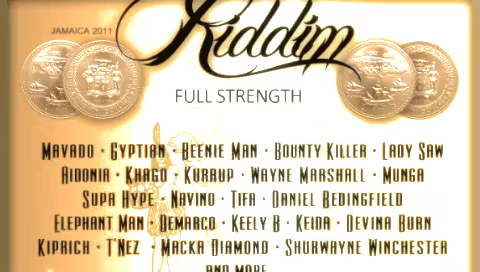 JAMAICA 2011
Riddim
FULL STRENGTH
MAVADO · GYPTIAN · BEENIE MAN · BOUNTY KILLER · LADY SAW
AIDONIA · KHAGO · KURRUP · WAYNE MARSHALL · MUNGA
SUPA HYPE · NAVINO · TIFA · DANIEL BEDINGFIELD
ELEPHANT MAN · DEMARCO · KEELY B · KEIDA · DEVINA BURN
KIPRICH · T'NEZ · MACKA DIAMOND · SHURWAYNE WINCHESTER
AND MORE